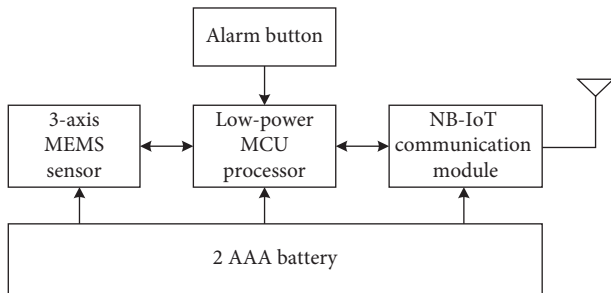 Alarm button
3-axis
MEMS
sensor
Low-power
MCU
processor
NB-IoT
communication
module
2 AAA battery